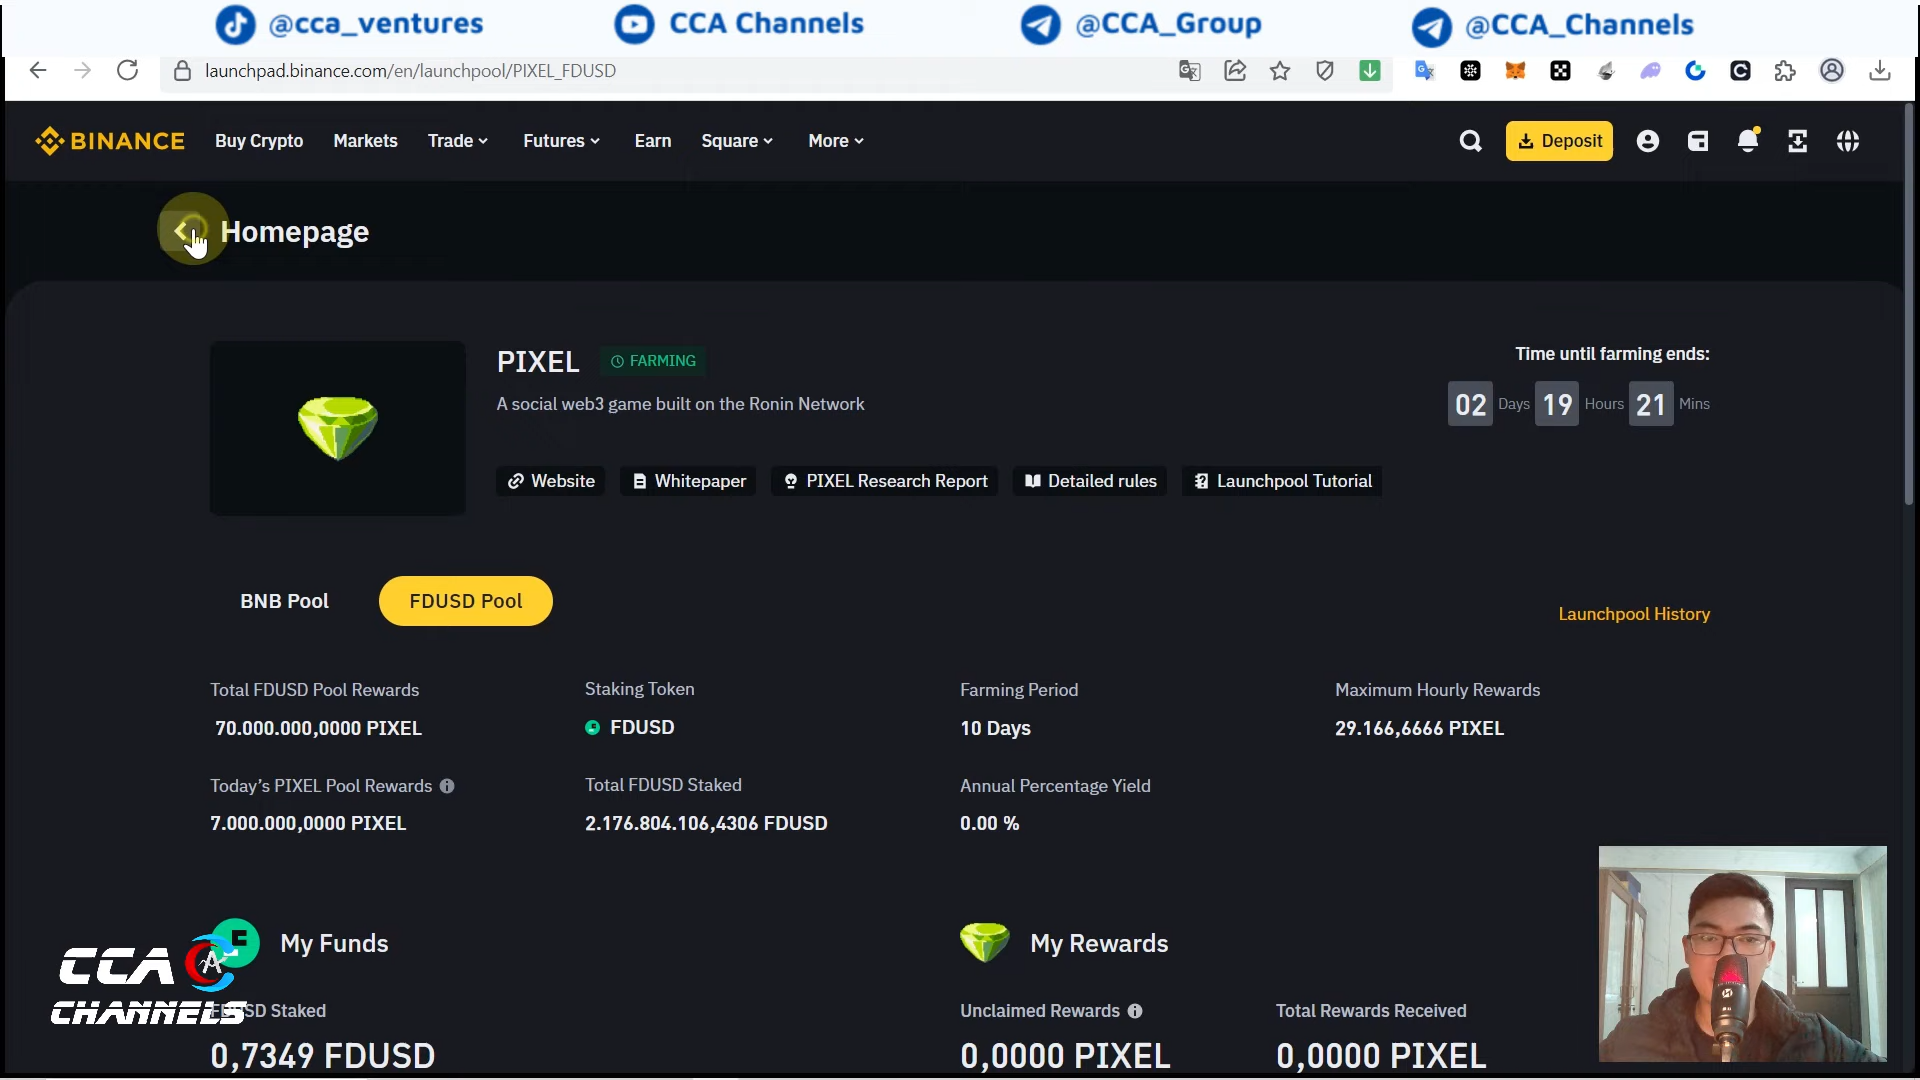 @cca_ventures CCA Channels @CCA_Group @CCA_Channels
launchpad.binance.com/en/launchpool/PIXEL_FDUSD
BINANCE Buy Crypto Markets Trade Futures Earn Square More Deposit
Homepage
PIXEL FARMING
A social web3 game built on the Ronin Network
Time until farming ends:
02 Days 19 Hours 21 Mins
Website Whitepaper PIXEL Research Report Detailed rules Launchpool Tutorial
BNB Pool FDUSD Pool
Launchpool History
Total FDUSD Pool Rewards Staking Token Farming Period Maximum Hourly Rewards
70.000.000,0000 PIXEL FDUSD 10 Days 29.166,6666 PIXEL
Today's PIXEL Pool Rewards Total FDUSD Staked Annual Percentage Yield
7.000.000,0000 PIXEL 2.176.804.106,4306 FDUSD 0.00 %
My Funds My Rewards
CCA
CHANNELS
SD Staked Unclaimed Rewards Total Rewards Received
0,7349 FDUSD 0,0000 PIXEL 0,0000 PIXEL